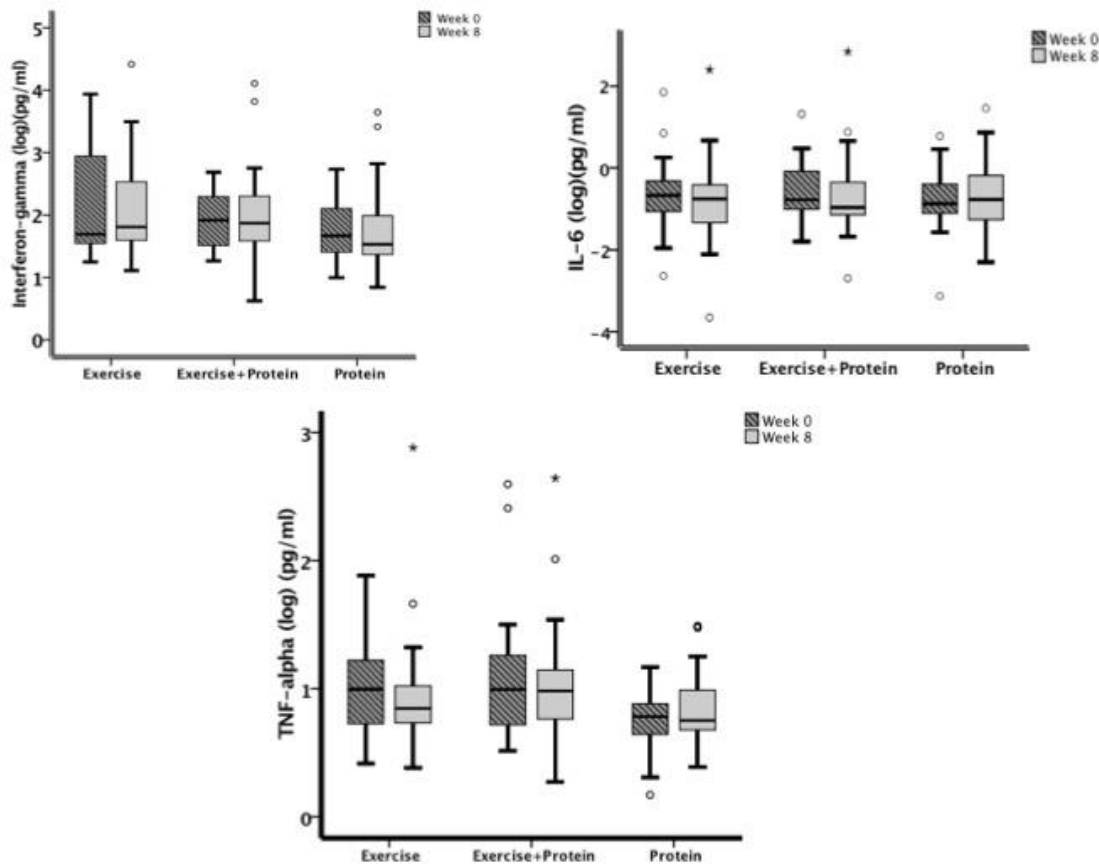 Week 0
Week 8
Interferon-gamma (log)(pg/ml)
5
4
3
2
1
0
Exercise
Exercise+Protein
Protein
Week 0
Week 8
IL-6 (log)(pg/ml)
2
0
-2
-4
Exercise
Exercise+Protein
Protein
Week 0
Week 8
TNF-alpha (log) (pg/ml)
3
2
1
0
Exercise
Exercise+Protein
Protein